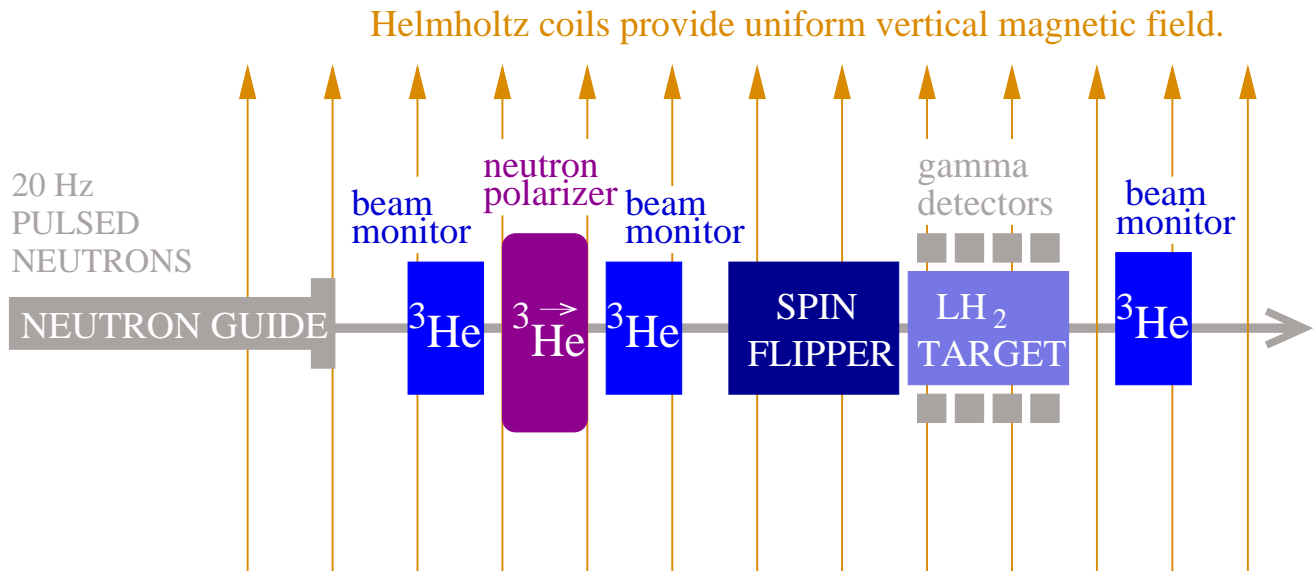 Helmholtz coils provide uniform vertical magnetic field.
20 Hz
PULSED
NEUTRONS
NEUTRON GUIDE
beam
monitor
³He
neutron
polarizer
³He
beam
monitor
³He
SPIN
FLIPPER
gamma
detectors
LH₂
TARGET
beam
monitor
³He